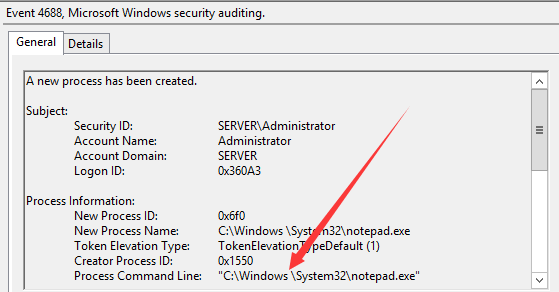 Event 4688, Microsoft Windows security auditing.
General Details
A new process has been created.
Subject:
Security ID: SERVER\Administrator
Account Name: Administrator
Account Domain: SERVER
Logon ID: 0x360A3
Process Information:
New Process ID: 0x6f0
New Process Name: C:\Windows \System32\notepad.exe
Token Elevation Type: TokenElevationTypeDefault (1)
Creator Process ID: 0x1550
Process Command Line: "C:\Windows \System32\notepad.exe"